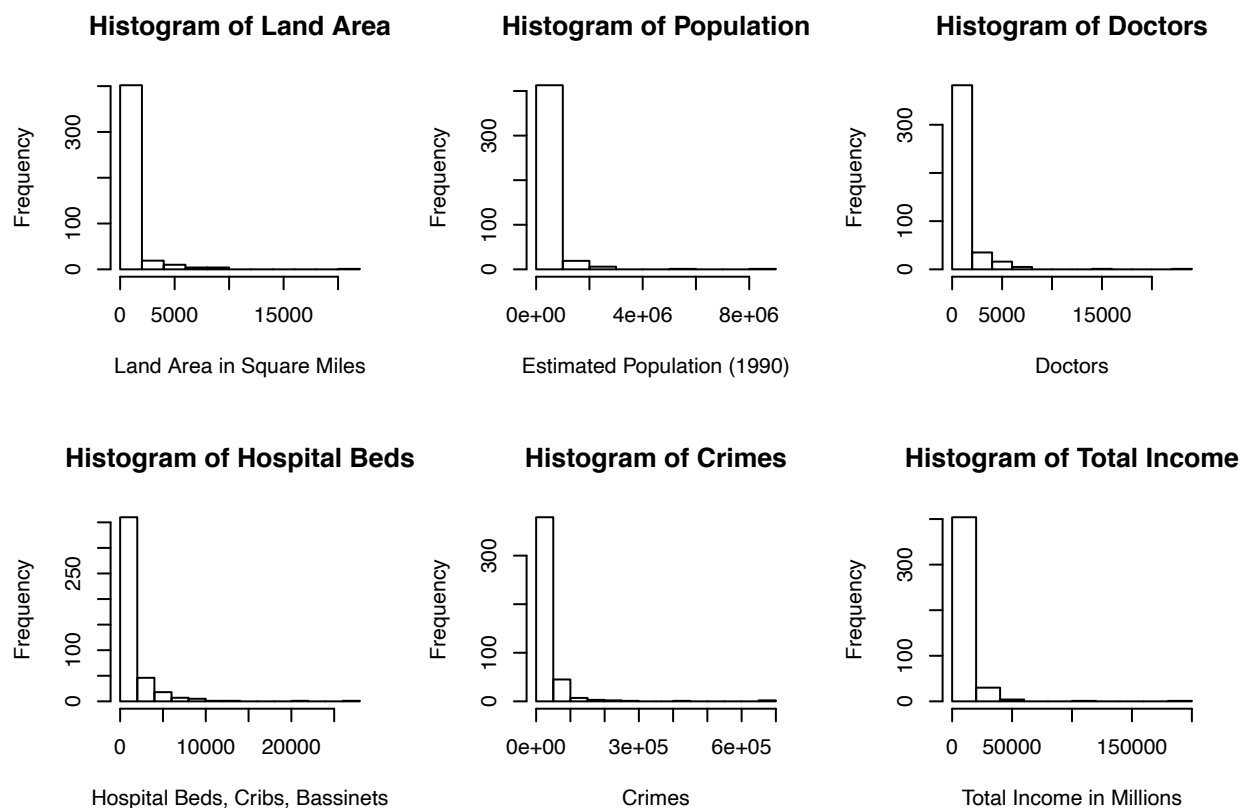 Histogram of Land Area
Frequency
0 100 300
0 5000 15000
Land Area in Square Miles
Histogram of Population
Frequency
0 100 300
0e+00 4e+06 8e+06
Estimated Population (1990)
Histogram of Doctors
Frequency
0 100 300
0 5000 15000
Doctors
Histogram of Hospital Beds
Frequency
0 100 250
0 10000 20000
Hospital Beds, Cribs, Bassinets
Histogram of Crimes
Frequency
0 100 300
0e+00 3e+05 6e+05
Crimes
Histogram of Total Income
Frequency
0 100 300
0 50000 150000
Total Income in Millions